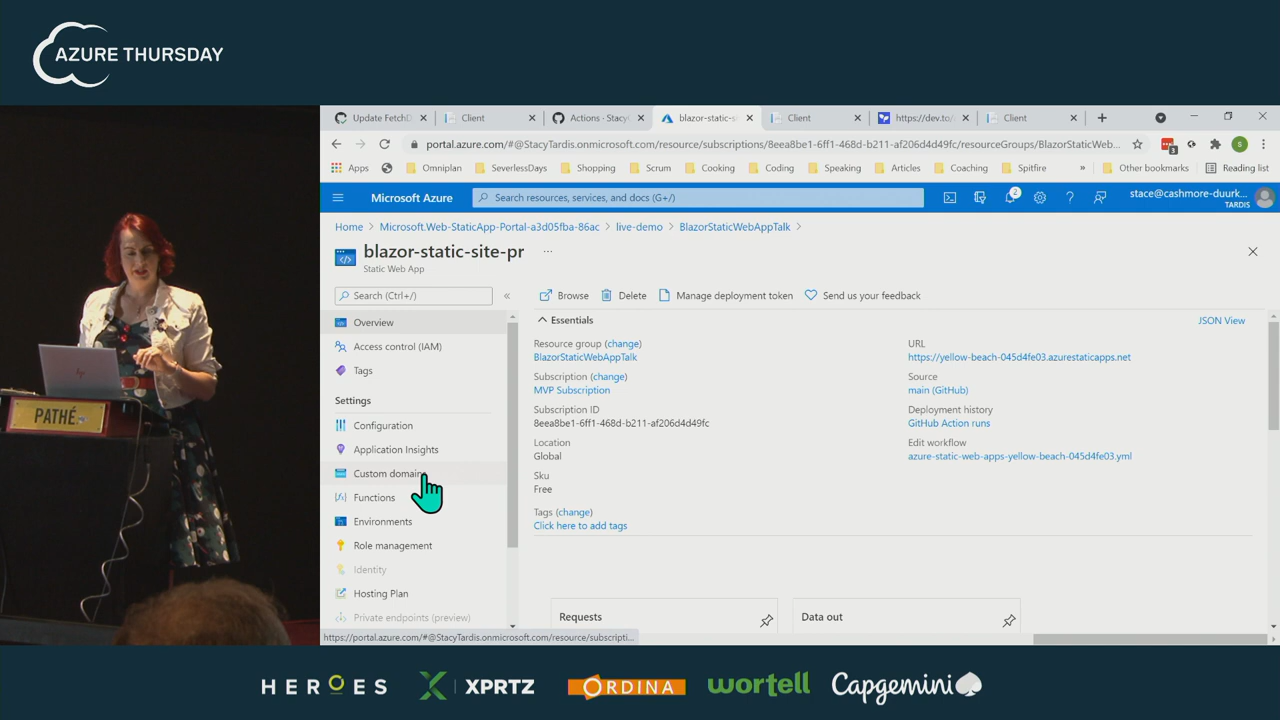 AZURE THURSDAY
Update FetchD
Client
Actions · Stacy
blazor-static-si
Client
https://dev.to/
Client
portal.azure.com/#@StacyTardis.onmicrosoft.com/resource/subscriptions/8eea8be1-6ff1-468d-b211-af206d4d49fc/resourceGroups/BlazorStaticWeb...
3
S
Apps
Omniplan
SeverlessDays
Shopping
Scrum
Cooking
Coding
Speaking
Articles
Coaching
Spitfire
»
Other bookmarks
Reading list
Microsoft Azure
Search resources, services, and docs (G+/)
2
stace@cashmore-duurk...
TARDIS
Home > Microsoft.Web-StaticApp-Portal-a3d05fba-86ac > live-demo > BlazorStaticWebAppTalk >
blazor-static-site-pr ...
Static Web App
Search (Ctrl+/)
«
Browse
Delete
Manage deployment token
Send us your feedback
Overview
Access control (IAM)
Tags
Settings
Configuration
Application Insights
Custom domain
Functions
Environments
Role management
Identity
Hosting Plan
Private endpoints (preview)
Essentials
JSON View
Resource group (change)
BlazorStaticWebAppTalk
Subscription (change)
MVP Subscription
Subscription ID
8eea8be1-6ff1-468d-b211-af206d4d49fc
Location
Global
Sku
Free
Tags (change)
Click here to add tags
URL
https://yellow-beach-045d4fe03.azurestaticapps.net
Source
main (GitHub)
Deployment history
GitHub Action runs
Edit workflow
azure-static-web-apps-yellow-beach-045d4fe03.yml
Requests
Data out
https://portal.azure.com/#@StacyTardis.onmicrosoft.com/resource/subscripti...
PATHÉ
HEROES
XPRTZ
ORDINA
wortell
Capgemini